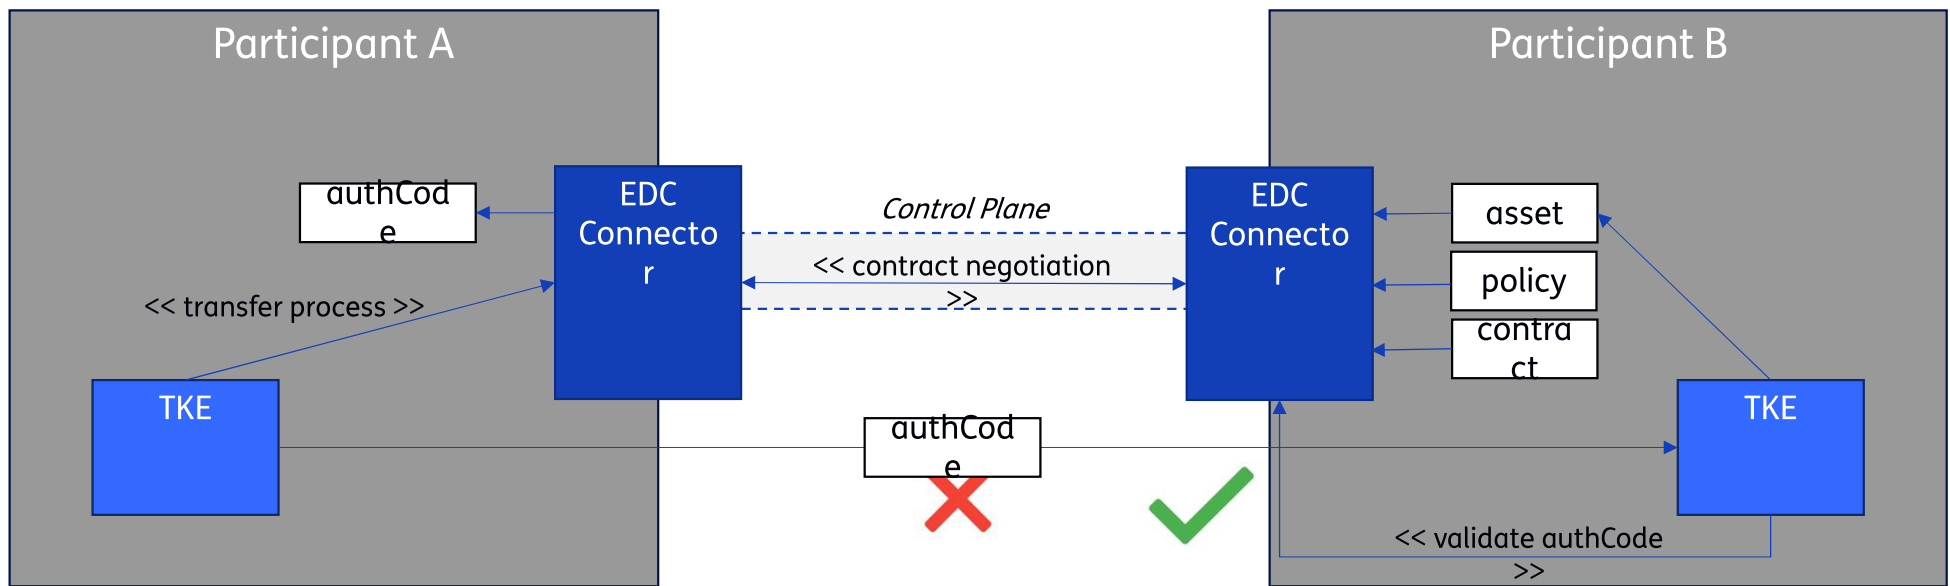 Participant A
Participant B
authCod
e
EDC
Connecto
r
Control Plane
<< contract negotiation
>>
EDC
Connecto
r
asset
policy
contra
ct
<< transfer process >>
TKE
authCod
e
TKE
<< validate authCode
>>